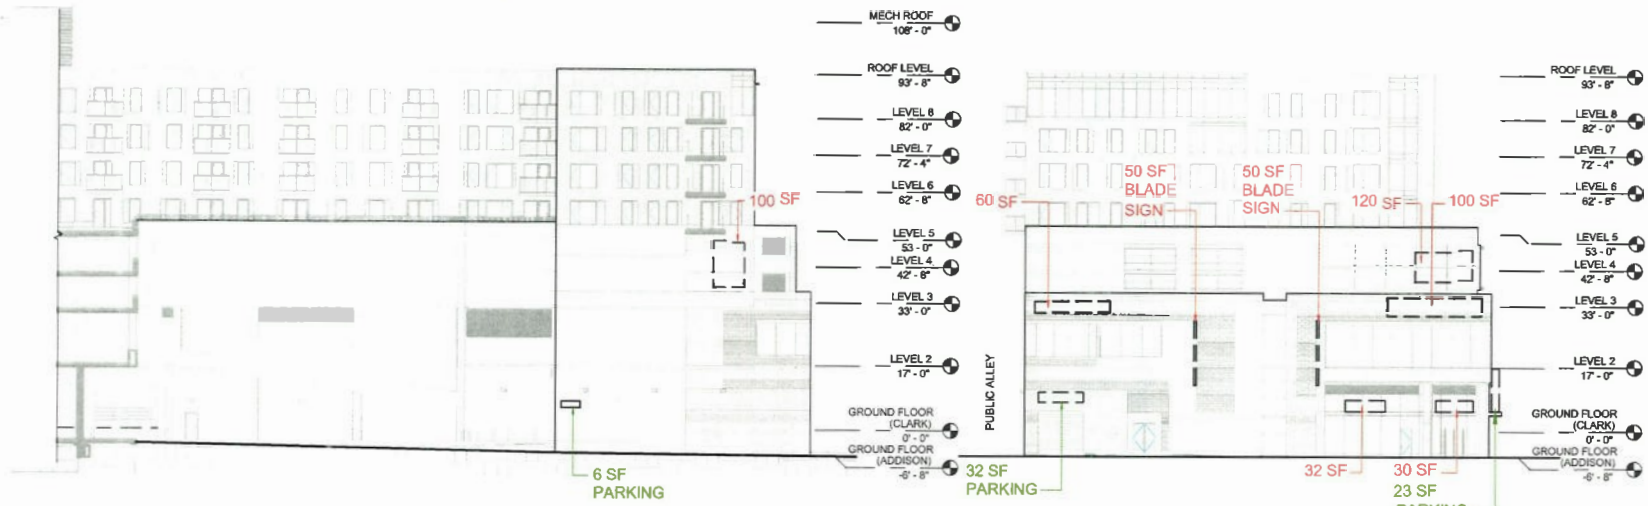 MECH ROOF
108' - 0"
ROOF LEVEL
93' - 8"
LEVEL 8
82' - 0"
LEVEL 7
72' - 4"
LEVEL 6
62' - 8"
LEVEL 5
53 - 0"
LEVEL 4
42' - 8"
LEVEL 3
33' - 0"
LEVEL 2
17' - 0"
GROUND FLOOR
(CLARK)
0' - 0"
GROUND FLOOR
(ADDISON)
-6' - 8"
100 SF
6 SF
PARKING
PUBLIC ALLEY
60 SF
50 SF
BLADE
SIGN
50 SF
BLADE
SIGN
120 SF
100 SF
32 SF
PARKING
32 SF
30 SF
23 SF
PARKING
ROOF LEVEL
93' - 8"
LEVEL 8
82' - 0"
LEVEL 7
72' - 4"
LEVEL 6
62' - 8"
LEVEL 5
53 - 0"
LEVEL 4
42' - 8"
LEVEL 3
33' - 0"
LEVEL 2
17' - 0"
GROUND FLOOR
(CLARK)
0' - 0"
GROUND FLOOR
(ADDISON)
-6' - 8"